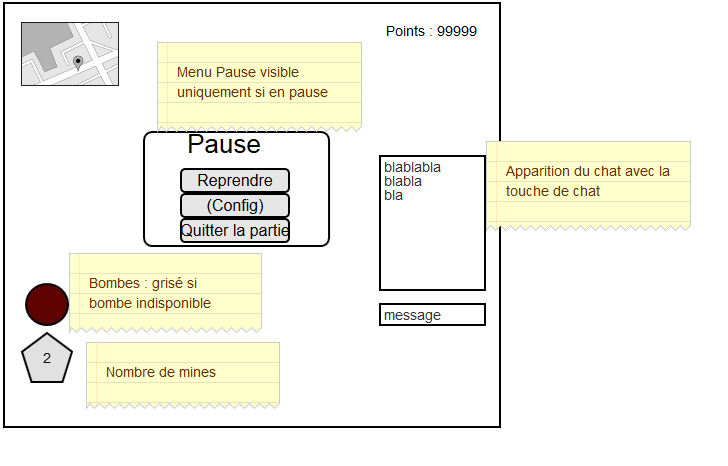 Points : 99999
Menu Pause visible
uniquement si en pause
Pause
Reprendre
(Config)
Quitter la partie
blablabla
blabla
bla
Apparition du chat avec la
touche de chat
Bombes : grisé si
bombe indisponible
message
2
Nombre de mines